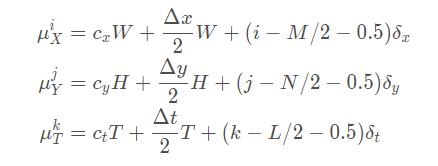 μ_X^i = c_x W + Δx/2 W + (i − M/2 − 0.5)δ_x
μ_Y^j = c_y H + Δy/2 H + (j − N/2 − 0.5)δ_y
μ_T^k = c_t T + Δt/2 T + (k − L/2 − 0.5)δ_t